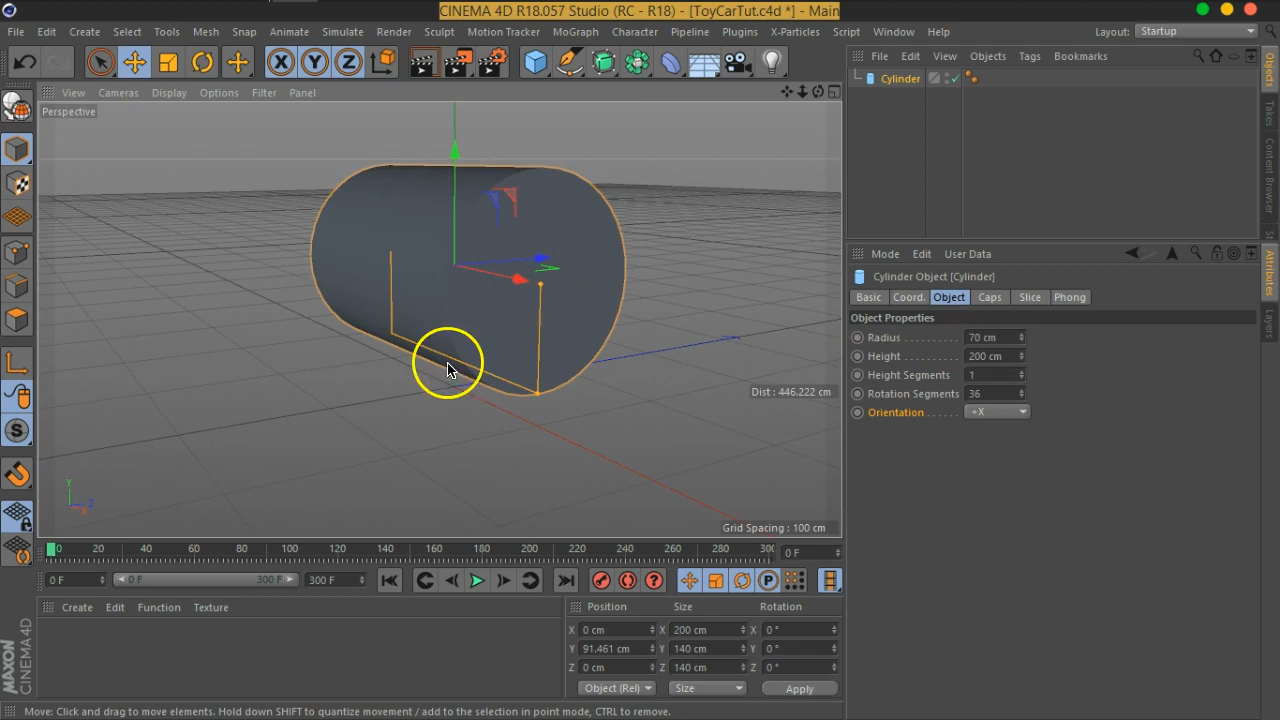 CINEMA 4D R18.057 Studio (RC - R18) - [ToyCarTut.c4d *] - Main
File Edit Create Select Tools Mesh Snap Animate Simulate Render Sculpt Motion Tracker MoGraph Character Pipeline Plugins X-Particles Script Window Help Layout: Startup
X Y Z
File Edit View Objects Tags Bookmarks
Cylinder
View Cameras Display Options Filter Panel
Perspective
Dist : 446.222 cm
Grid Spacing : 100 cm
Y
Z
X
Objects
Takes
Content Browser
Attributes
Layers
Mode Edit User Data
Cylinder Object [Cylinder]
Basic Coord. Object Caps Slice Phong
Object Properties
Radius 70 cm
Height 200 cm
Height Segments 1
Rotation Segments 36
Orientation +X
0 20 40 60 80 100 120 140 160 180 200 220 240 260 280 300 0 F
0 F 0 F 300 F 300 F
P
S
Create Edit Function Texture
Position Size Rotation
X 0 cm X 200 cm X 0 °
Y 91.461 cm Y 140 cm Y 0 °
Z 0 cm Z 140 cm Z 0 °
Object (Rel) Size Apply
MAXON
CINEMA 4D
Move: Click and drag to move elements. Hold down SHIFT to quantize movement / add to the selection in point mode, CTRL to remove.